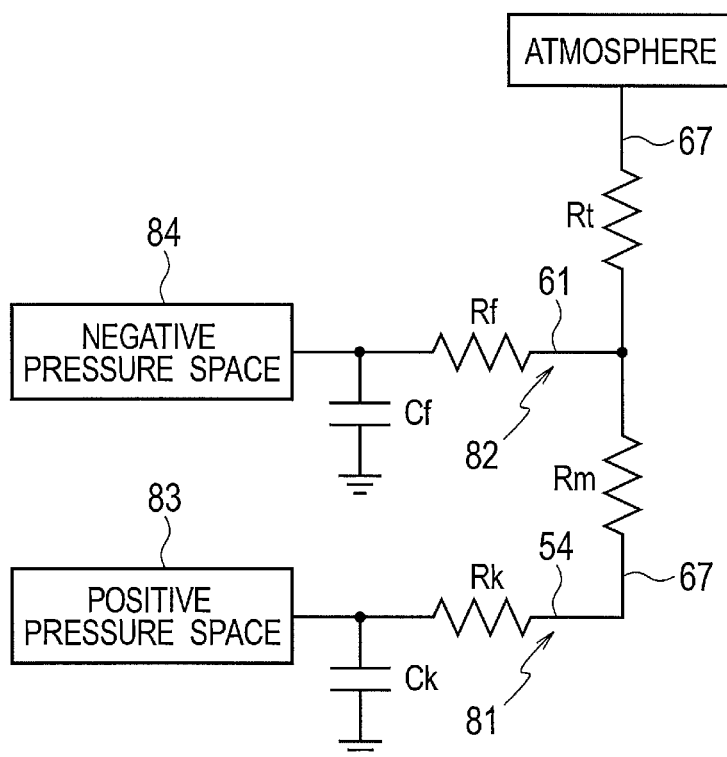 ATMOSPHERE
67
Rt
84
61
Rf
NEGATIVE
PRESSURE SPACE
Cf
82
Rm
83
54
Rk
67
POSITIVE
PRESSURE SPACE
Ck
81